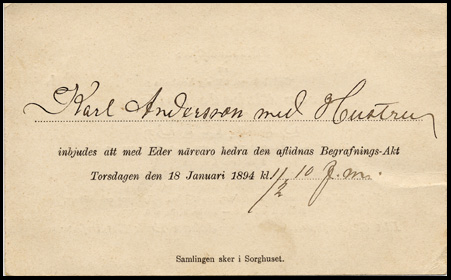 Karl Andersson med Hustru
inbjudes att med Eder närvaro hedra den aflidnas Begrafnings-Akt
Torsdagen den 18 Januari 1894 kl. 1/2 10 f.m.
Samlingen sker i Sorghuset.